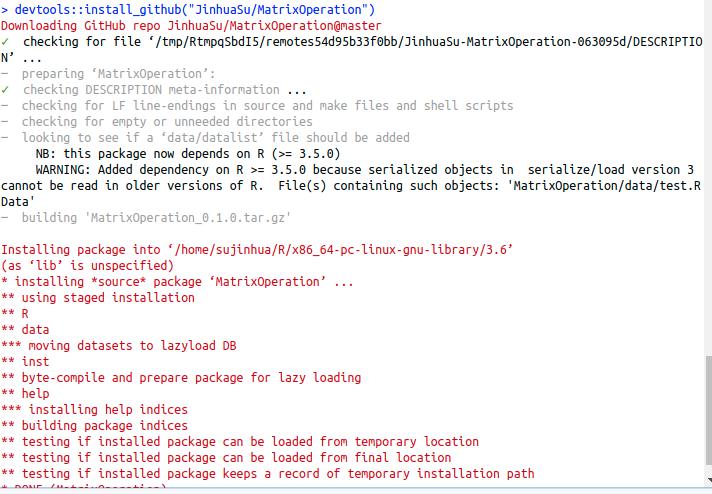 > devtools::install_github("JinhuaSu/MatrixOperation")
Downloading GitHub repo JinhuaSu/MatrixOperation@master
✓  checking for file ‘/tmp/RtmpqSbdI5/remotes54d95b33f0bb/JinhuaSu-MatrixOperation-063095d/DESCRIPTIO
N’ ...
─  preparing ‘MatrixOperation’:
✓  checking DESCRIPTION meta-information ...
─  checking for LF line-endings in source and make files and shell scripts
─  checking for empty or unneeded directories
─  looking to see if a ‘data/datalist’ file should be added
     NB: this package now depends on R (>= 3.5.0)
     WARNING: Added dependency on R >= 3.5.0 because serialized objects in  serialize/load version 3
cannot be read in older versions of R.  File(s) containing such objects: 'MatrixOperation/data/test.R
Data'
─  building 'MatrixOperation_0.1.0.tar.gz'
Installing package into ‘/home/sujinhua/R/x86_64-pc-linux-gnu-library/3.6’
(as ‘lib’ is unspecified)
* installing *source* package ‘MatrixOperation’ ...
** using staged installation
** R
** data
*** moving datasets to lazyload DB
** inst
** byte-compile and prepare package for lazy loading
** help
*** installing help indices
** building package indices
** testing if installed package can be loaded from temporary location
** testing if installed package can be loaded from final location
** testing if installed package keeps a record of temporary installation path
* DONE (MatrixOperation)